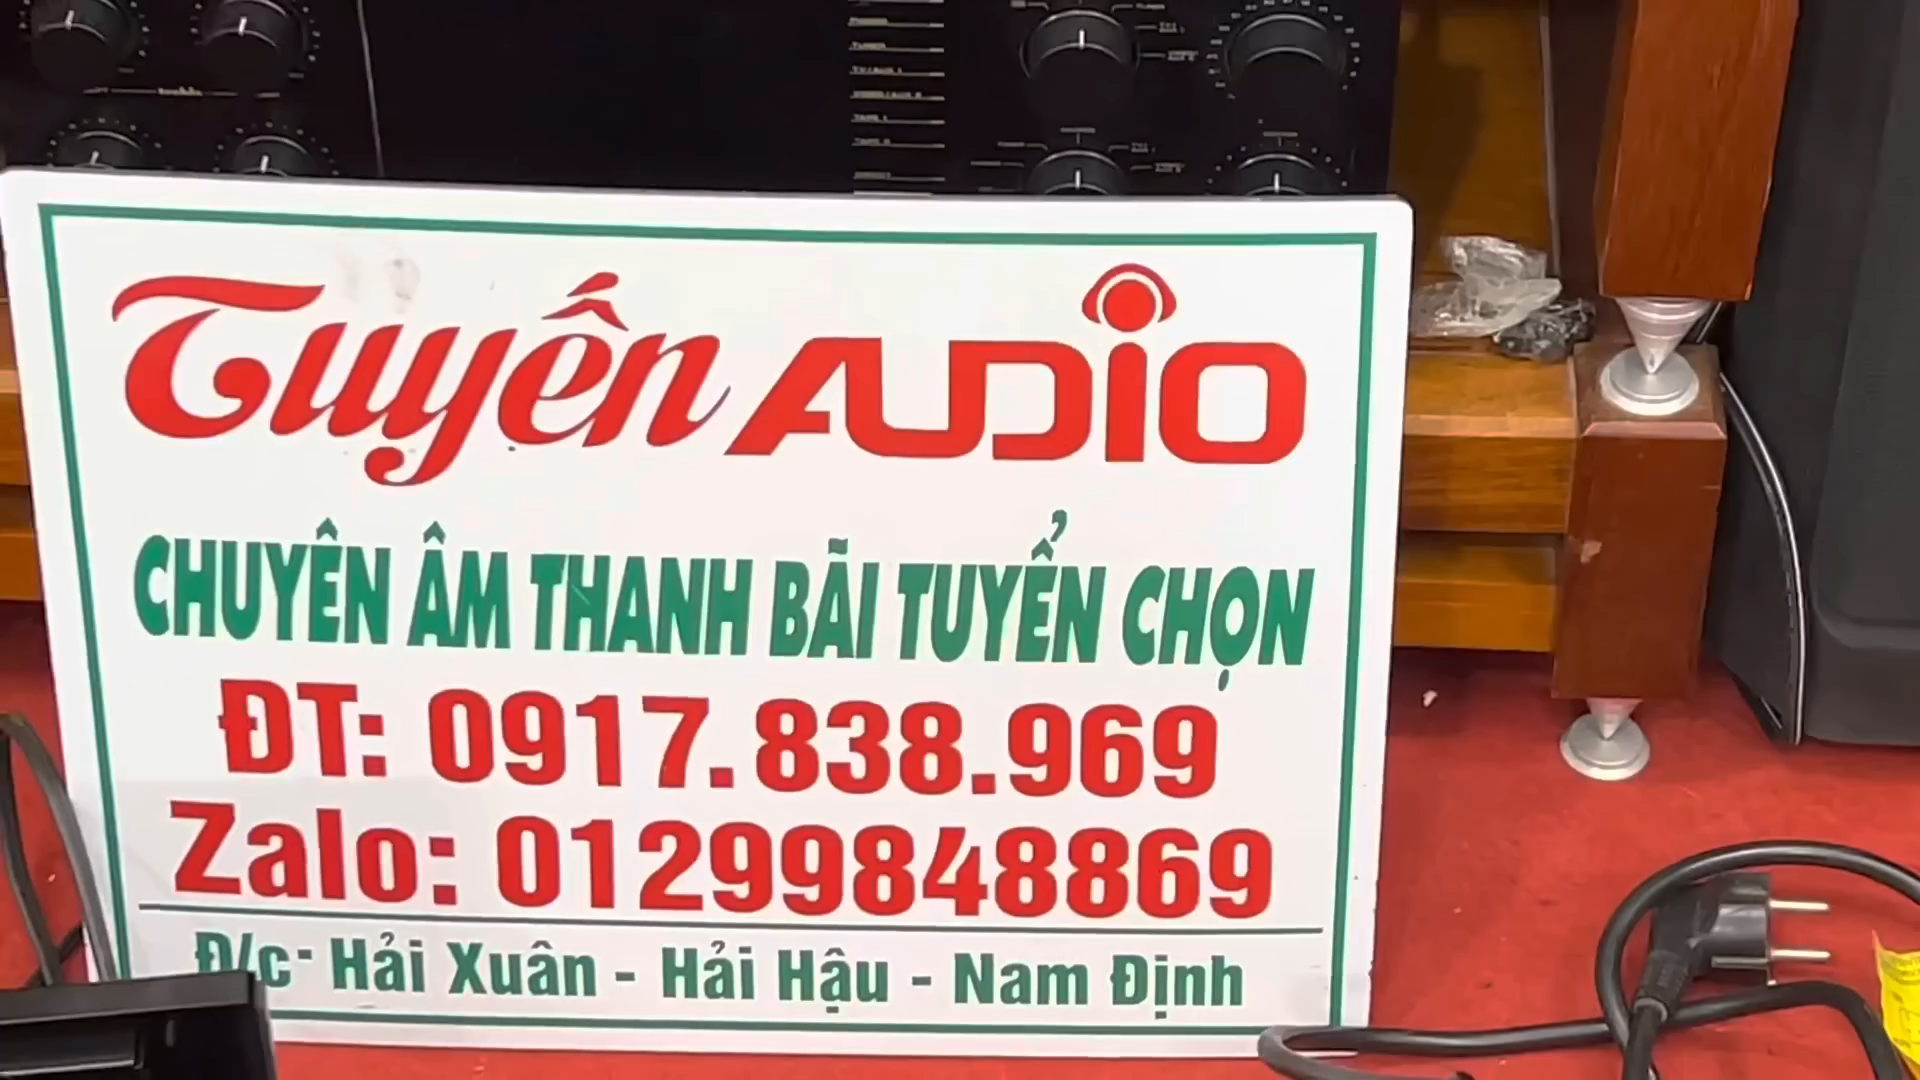 Tuyến AUDiO
CHUYÊN ÂM THANH BÃI TUYỂN CHỌN
ĐT: 0917.838.969
Zalo: 01299848869
Đ/c: Hải Xuân - Hải Hậu - Nam Định